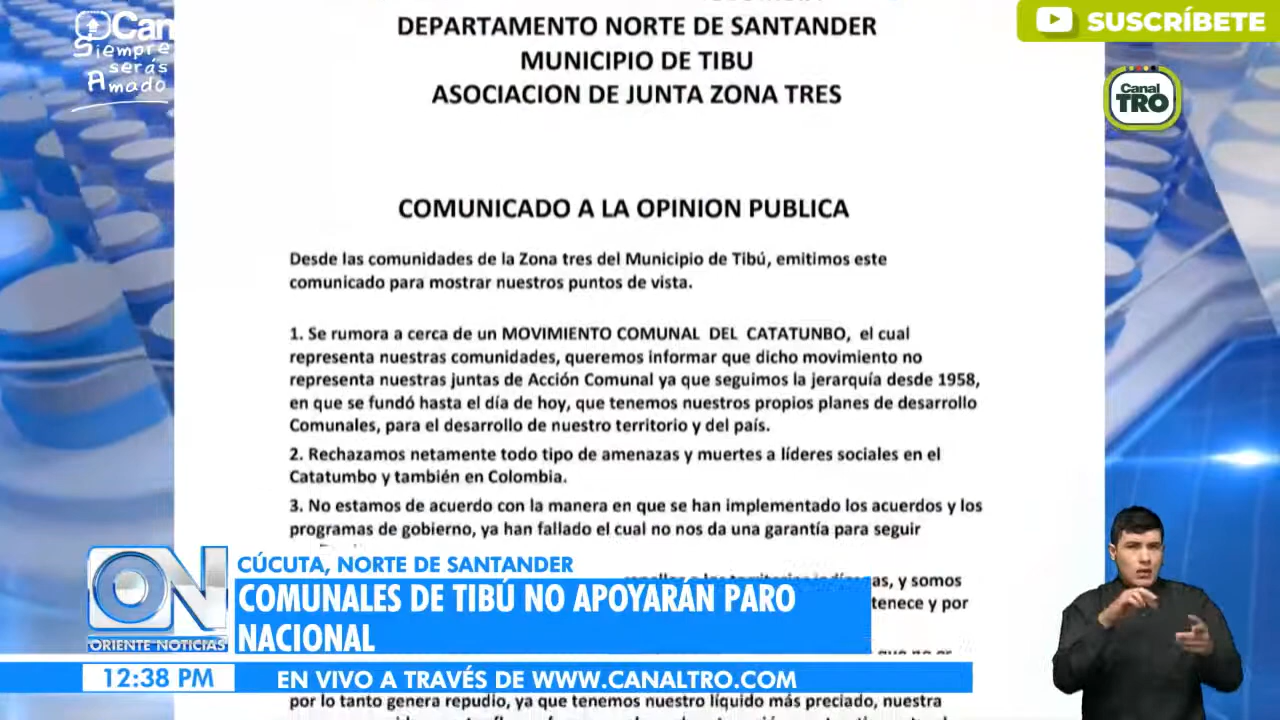 Can
Siempre
serás
Amado
SUSCRÍBETE
Canal
TRO
DEPARTAMENTO NORTE DE SANTANDER
MUNICIPIO DE TIBU
ASOCIACION DE JUNTA ZONA TRES
COMUNICADO A LA OPINION PUBLICA
Desde las comunidades de la Zona tres del Municipio de Tibú, emitimos este
comunicado para mostrar nuestros puntos de vista.
1. Se rumora a cerca de un MOVIMIENTO COMUNAL DEL CATATUNBO, el cual
representa nuestras comunidades, queremos informar que dicho movimiento no
representa nuestras juntas de Acción Comunal ya que seguimos la jerarquía desde 1958,
en que se fundó hasta el día de hoy, que tenemos nuestros propios planes de desarrollo
Comunales, para el desarrollo de nuestro territorio y del país.
2. Rechazamos netamente todo tipo de amenazas y muertes a líderes sociales en el
Catatumbo y también en Colombia.
3. No estamos de acuerdo con la manera en que se han implementado los acuerdos y los
programas de gobierno, ya han fallado el cual no nos da una garantía para seguir
y somos
tenece y por
por lo tanto genera repudio, ya que tenemos nuestro líquido más preciado, nuestra
ON
ORIENTE NOTICIAS
CÚCUTA, NORTE DE SANTANDER
COMUNALES DE TIBÚ NO APOYARÁN PARO
NACIONAL
12:38 PM
EN VIVO A TRAVÉS DE WWW.CANALTRO.COM